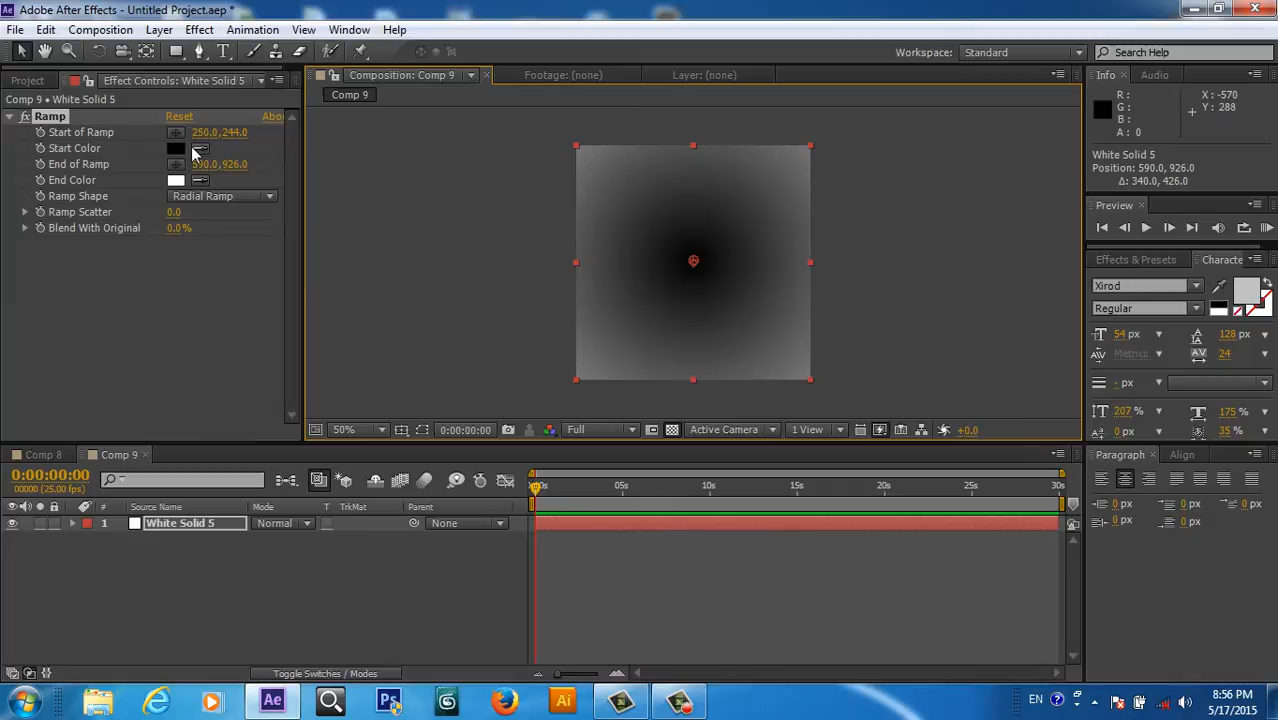 Adobe After Effects - Untitled Project.aep *
File Edit Composition Layer Effect Animation View Window Help
Workspace: Standard Search Help
Project Effect Controls: White Solid 5 Composition: Comp 9 Footage: (none) Layer: (none) Info Audio
Comp 9 • White Solid 5
Comp 9
fx Ramp Reset Abo
Start of Ramp 250.0,244.0
Start Color
End of Ramp 590.0,926.0
End Color
Ramp Shape Radial Ramp
Ramp Scatter 0.0
Blend With Original 0.0%
R :
G :
B :
A : 0
X : -570
Y : 288
White Solid 5
Position: 590.0, 926.0
Δ: 340.0, 426.0
Preview
Effects & Presets Characte
Xirod
Regular
54 px 128 px
Metrics 24
- px
207 % 175 %
0 px 35 %
50% 0:00:00:00 Full Active Camera 1 View +0.0
Comp 8 Comp 9
0:00:00:00
00000 (25.00 fps)
05s 10s 15s 20s 25s 30s
# Source Name Mode T TrkMat Parent
1 White Solid 5 Normal None
Paragraph Align
0 px 0 px 0 px
0 px 0 px
Toggle Switches / Modes
EN 8:56 PM
5/17/2015